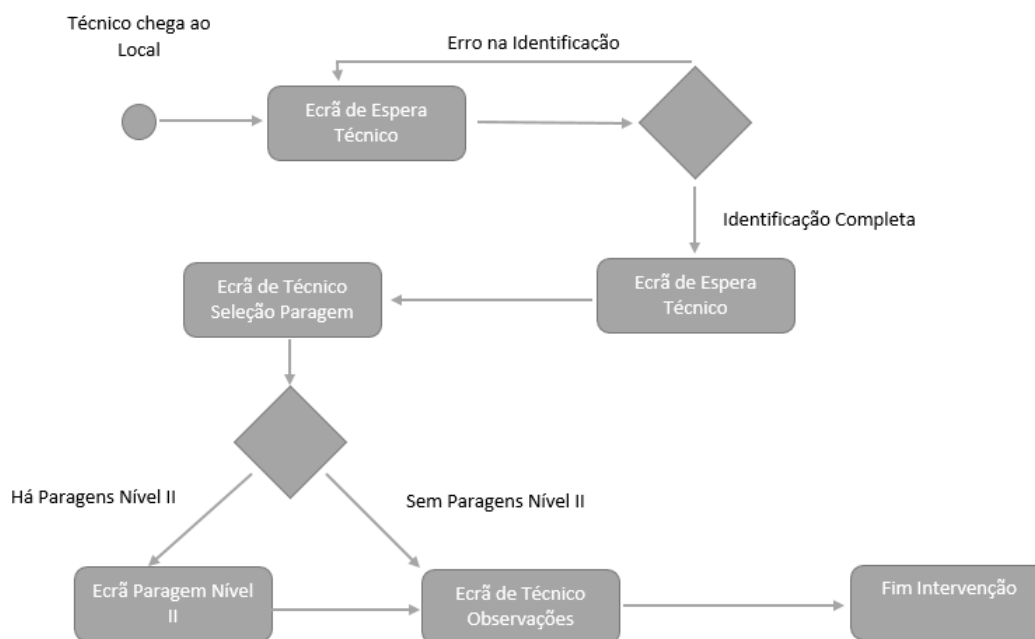 Técnico chega ao
Local
Erro na Identificação
Ecrã de Espera
Técnico
Identificação Completa
Ecrã de Espera
Técnico
Ecrã de Técnico
Seleção Paragem
Há Paragens Nível II
Sem Paragens Nível II
Ecrã Paragem Nível
II
Ecrã de Técnico
Observações
Fim Intervenção